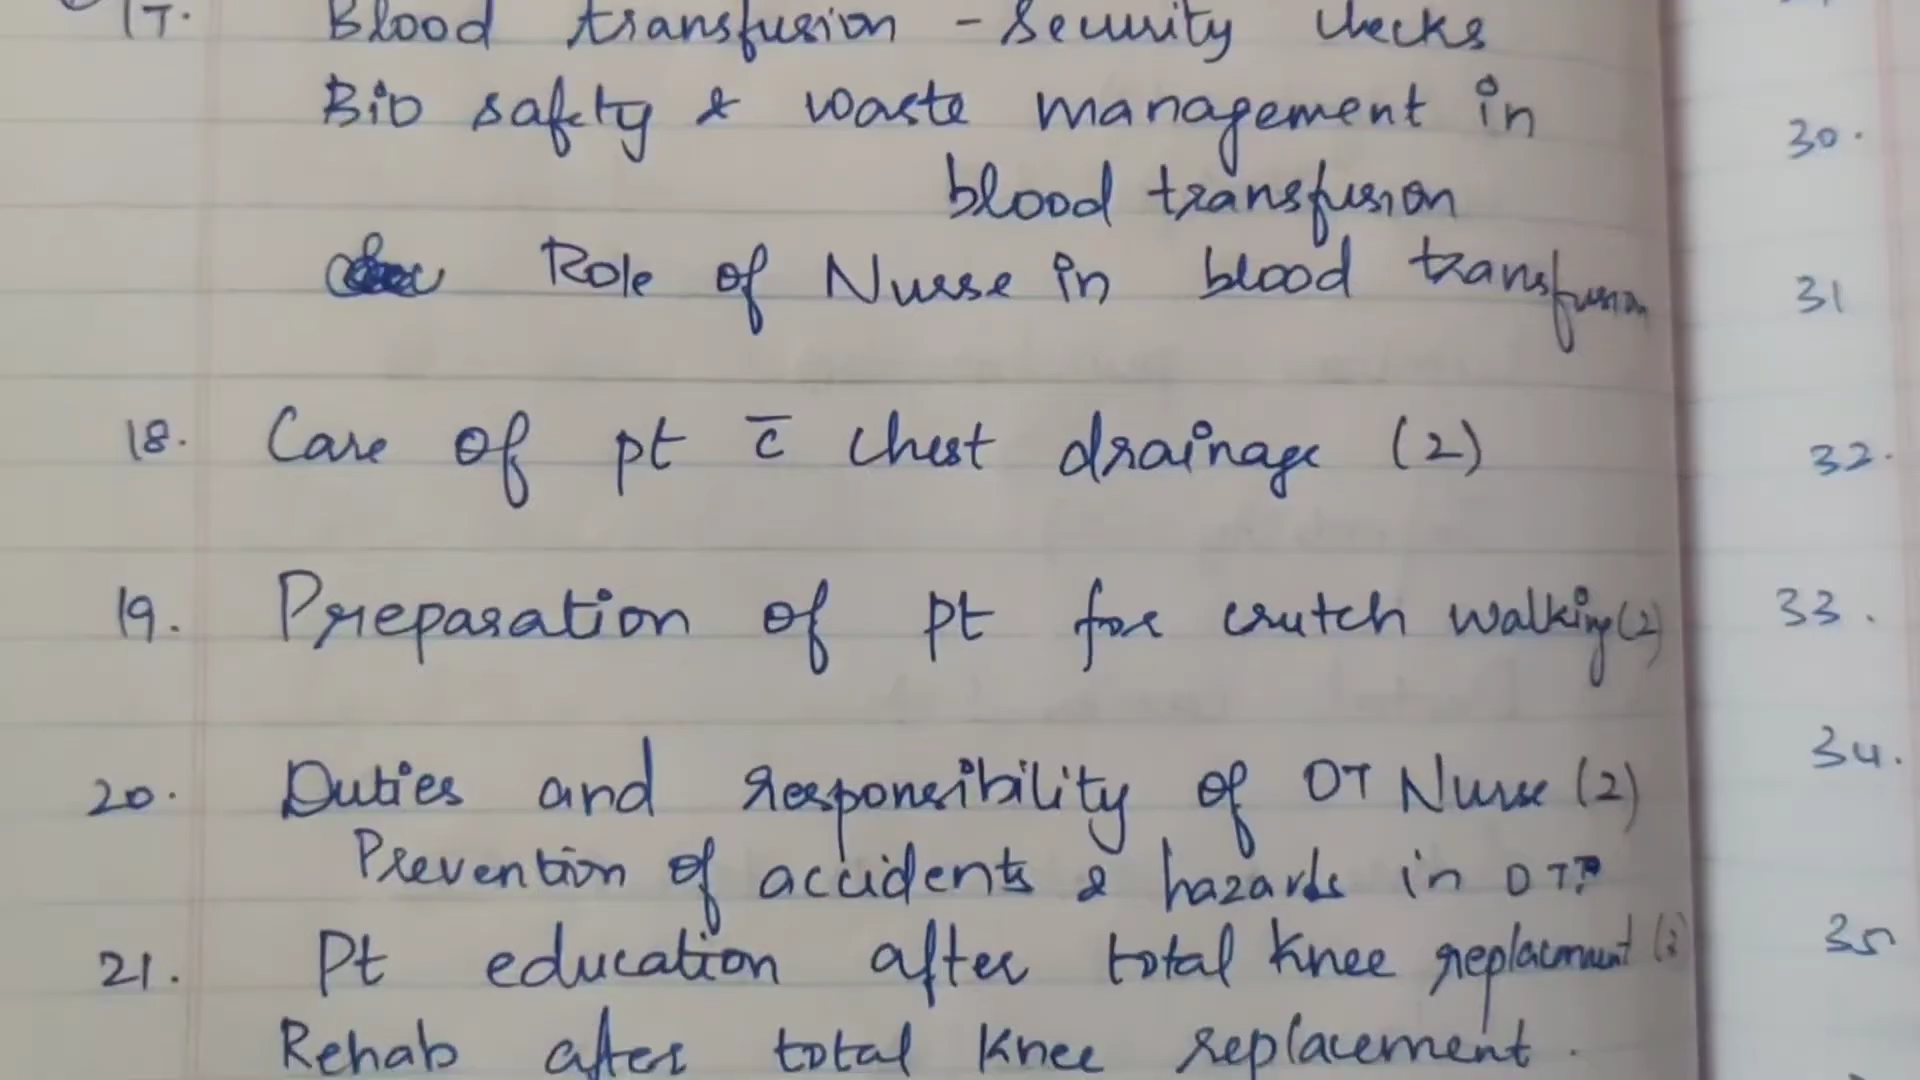 17. Blood transfusion - Security checks
Bio safety & waste management in
blood transfusion
Role of Nurse in blood transfusion
18. Care of pt c̄ chest drainage (2)
19. Preparation of pt for crutch walking (2)
20. Duties and responsibility of OT Nurse (2)
Prevention of accidents & hazards in OT
21. Pt education after total knee replacement
Rehab after total knee replacement.
30.
31
32.
33.
34.
35